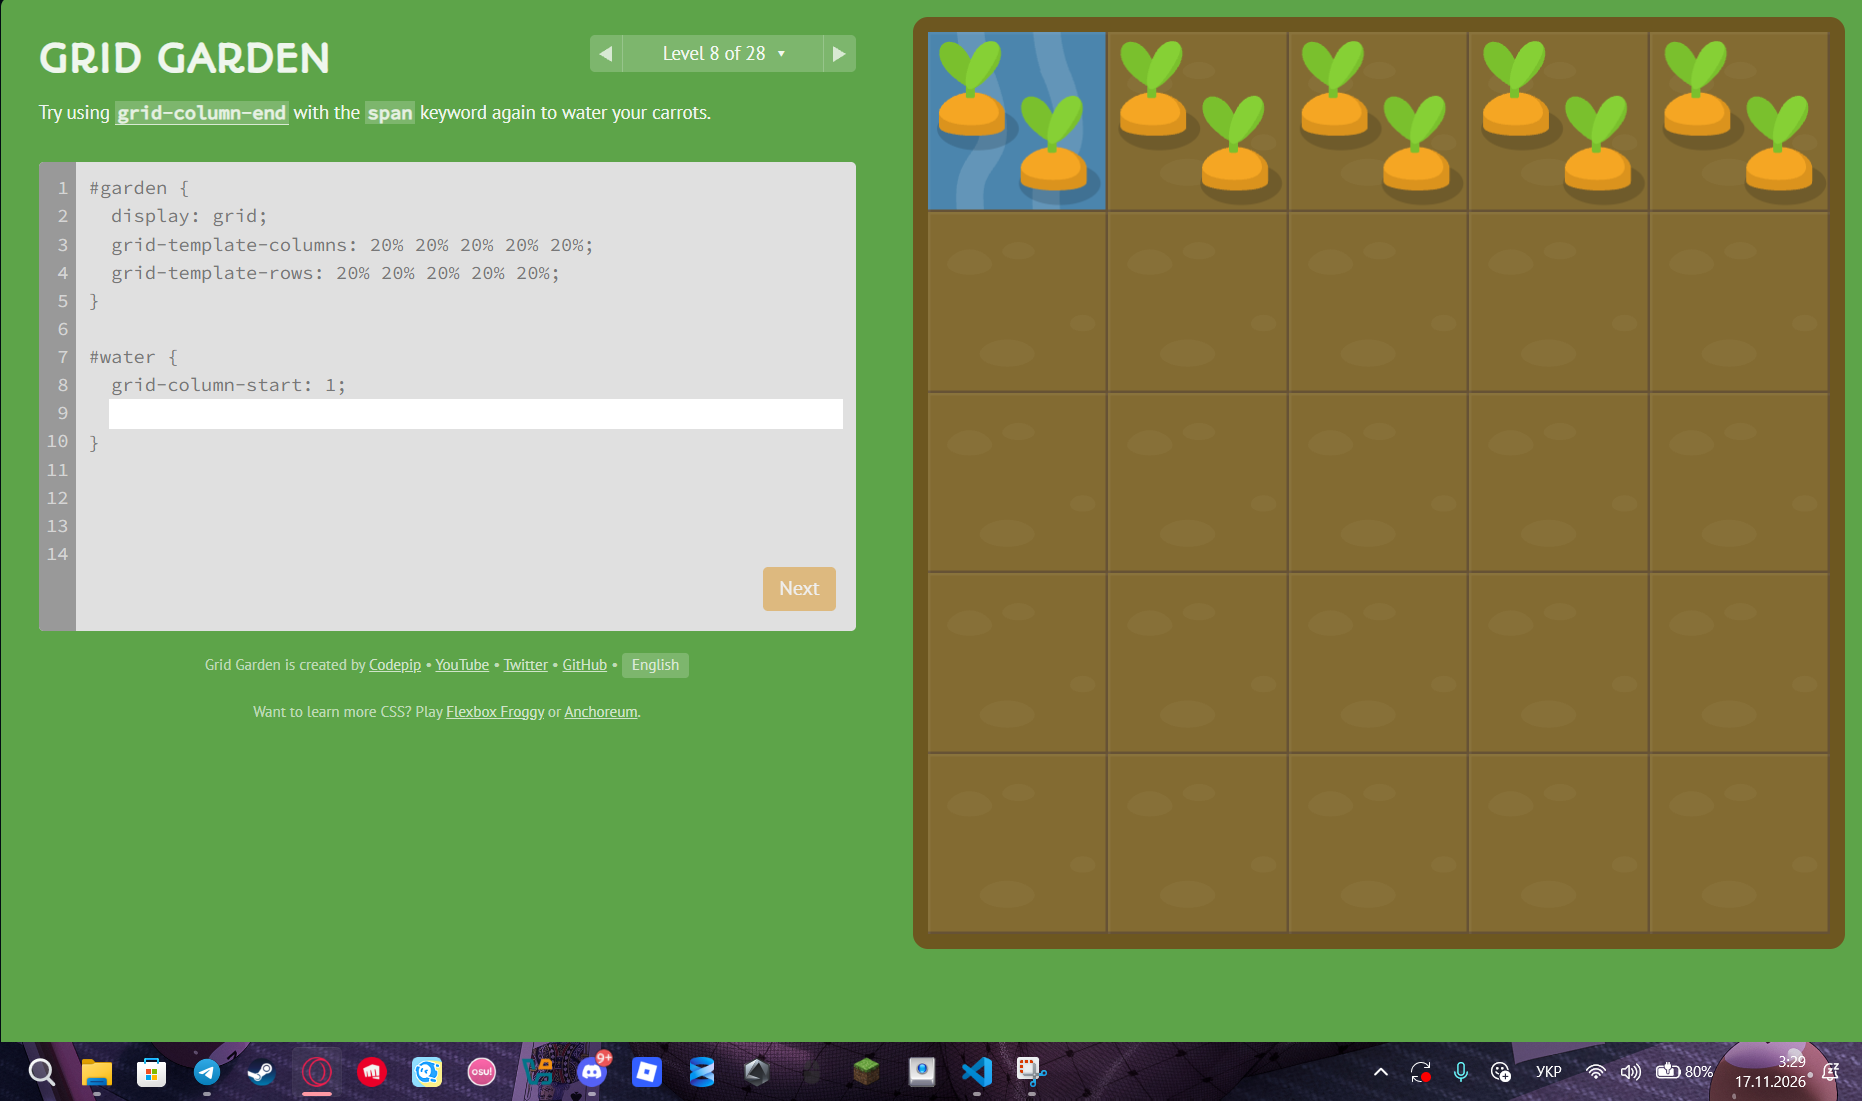 GRID GARDEN
Level 8 of 28
Try using grid-column-end with the span keyword again to water your carrots.
1 #garden {
2 display: grid;
3 grid-template-columns: 20% 20% 20% 20% 20%;
4 grid-template-rows: 20% 20% 20% 20% 20%;
5 }
6
7 #water {
8 grid-column-start: 1;
9
10 }
11
12
13
14
Next
Grid Garden is created by Codepip • YouTube • Twitter • GitHub • English
Want to learn more CSS? Play Flexbox Froggy or Anchoreum.
osu!
9+
УКР
80%
3:29
17.11.2026